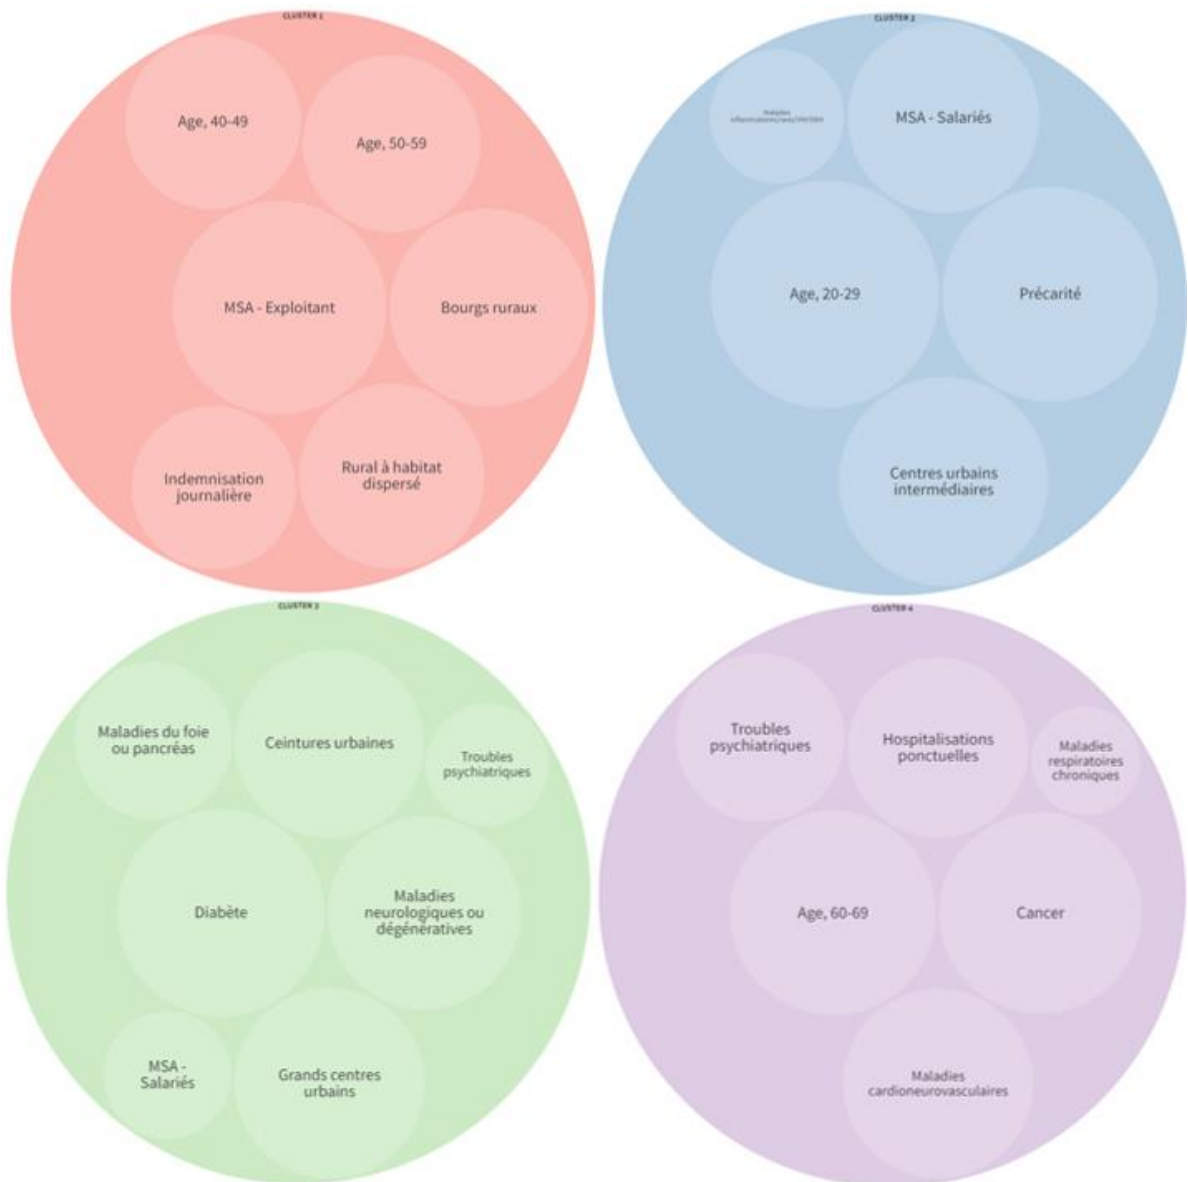 CLUSTER 1
Age, 40-49
Age, 50-59
MSA - Exploitant
Bourgs ruraux
Indemnisation
journalière
Rural à habitat
dispersé
CLUSTER 2
Maladies
MSA - Salariés
Age, 20-29
Précarité
Centres urbains
intermédiaires
CLUSTER 3
Maladies du foie
ou pancréas
Ceintures urbaines
Troubles
psychiatriques
Diabète
Maladies
neurologiques ou
dégénératives
MSA -
Salariés
Grands centres
urbains
CLUSTER 4
Troubles
psychiatriques
Hospitalisations
ponctuelles
Maladies
respiratoires
chroniques
Age, 60-69
Cancer
Maladies
cardioneurovasculaires